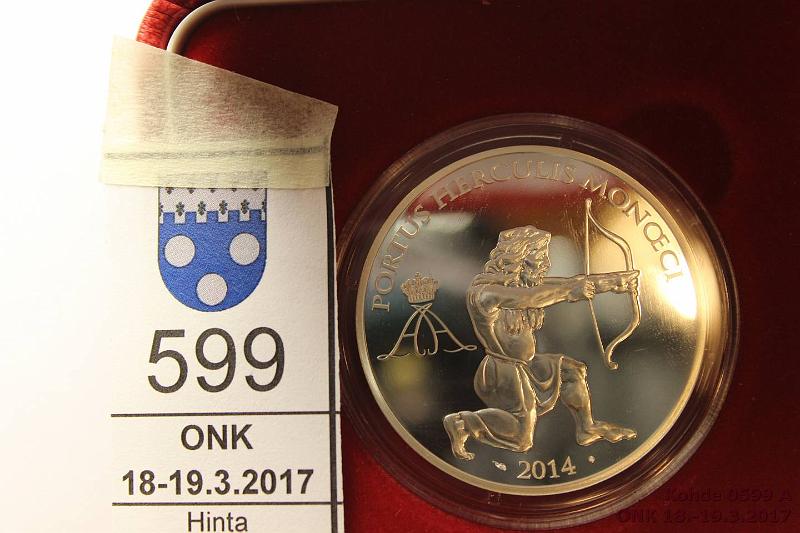 599
ONK
18-19.3.2017
Hinta
PORTUS HERCULIS MONŒCI
· 2014 ·
Kohde 0599 A
ONK 18.-19.3.2017